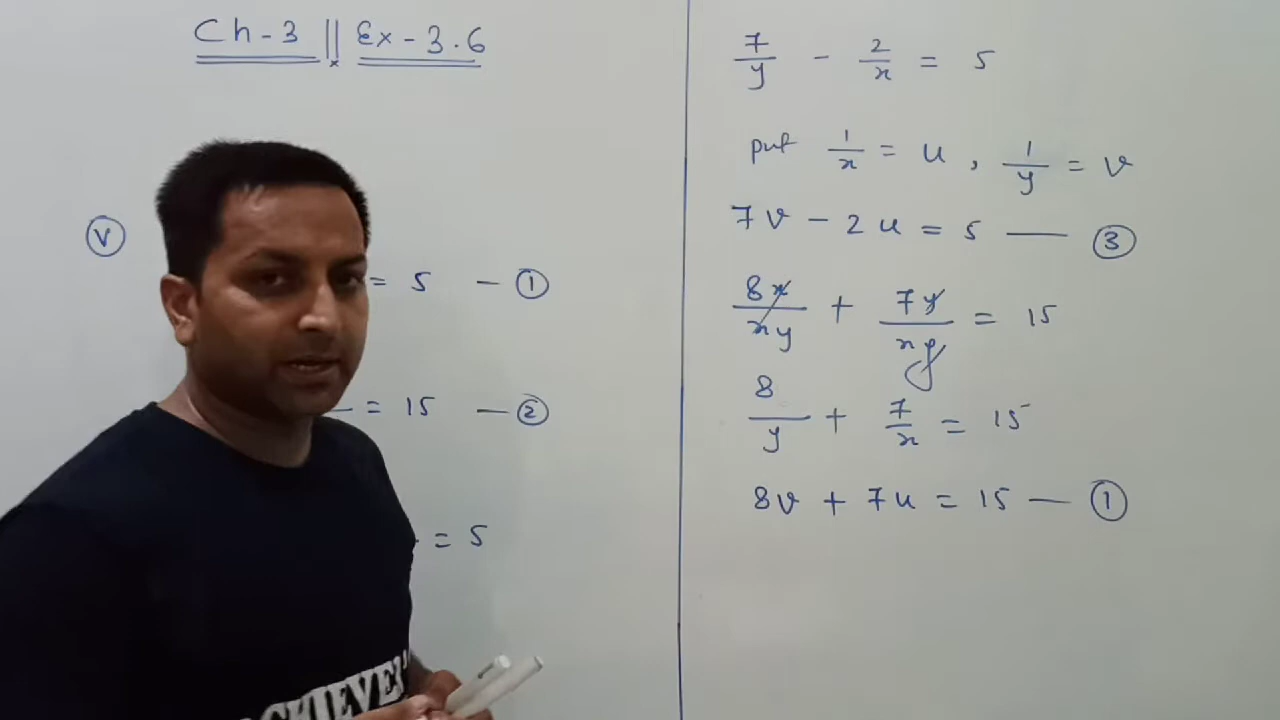 Ch-3 || Ex-3.6
(v)
= 5 — ①
= 15 — ②
= 5
7/y - 2/x = 5
put 1/x = u, 1/y = v
7v - 2u = 5 — ③
8x/xy + 7y/xy = 15
8/y + 7/x = 15
8v + 7u = 15 — ①
ACHIEVE